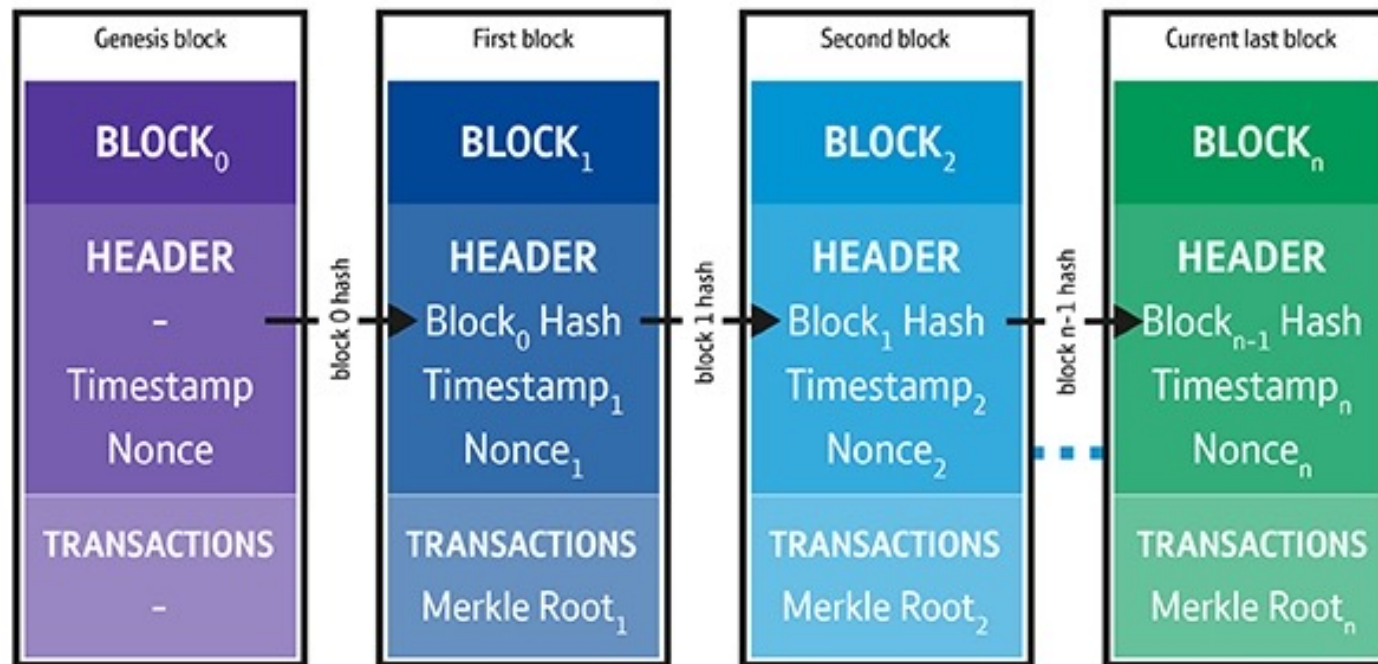 Genesis block
BLOCK₀
HEADER
-
Timestamp
Nonce
TRANSACTIONS
-
block 0 hash
First block
BLOCK₁
HEADER
Block₀ Hash
Timestamp₁
Nonce₁
TRANSACTIONS
Merkle Root₁
block 1 hash
Second block
BLOCK₂
HEADER
Block₁ Hash
Timestamp₂
Nonce₂
TRANSACTIONS
Merkle Root₂
block n-1 hash
Current last block
BLOCKₙ
HEADER
Blockₙ₋₁ Hash
Timestampₙ
Nonceₙ
TRANSACTIONS
Merkle Rootₙ